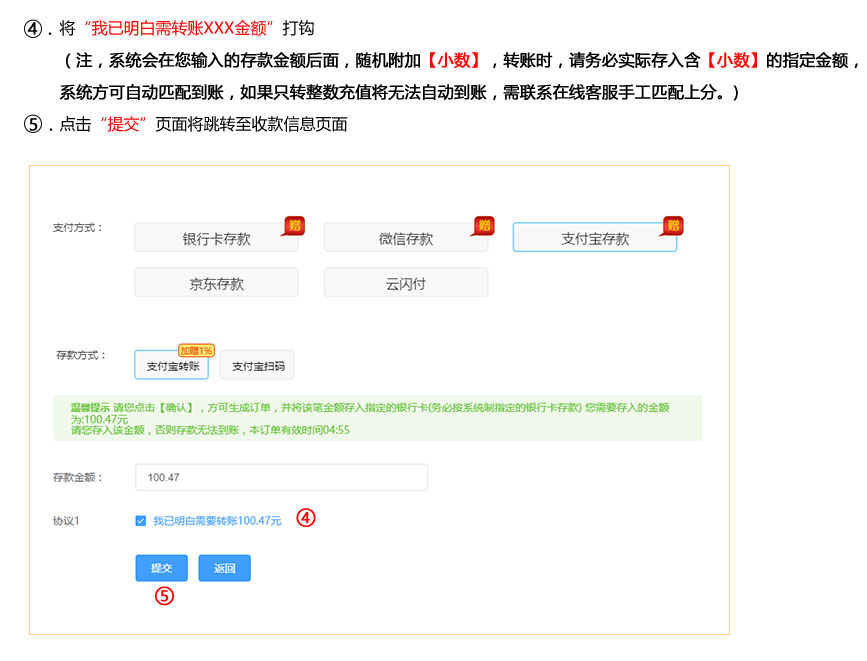 ④．将“我已明白需转账XXX金额”打钩
（注，系统会在您输入的存款金额后面，随机附加【小数】，转账时，请务必实际存入含【小数】的指定金额，
系统方可自动匹配到账，如果只转整数充值将无法自动到账，需联系在线客服手工匹配上分。）
⑤．点击“提交”页面将跳转至收款信息页面
支付方式：
银行卡存款 赠 微信存款 赠 支付宝存款 赠
京东存款 云闪付
加赠1%
存款方式： 支付宝转账 支付宝扫码
温馨提示 请您点击【确认】，方可生成订单，并将该笔金额存入指定的银行卡(务必按系统制指定的银行卡存款) 您需要存入的金额
为:100.47元
请您存入该金额，否则存款无法到账，本订单有效时间04:55
存款金额： 100.47
协议1 我已明白需要转账100.47元 ④
提交 返回
⑤